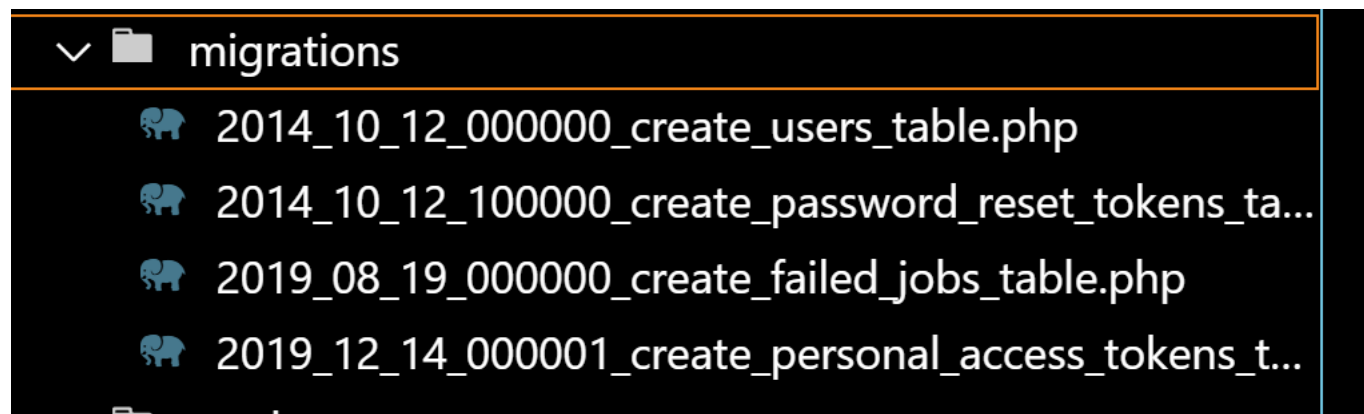 migrations
2014_10_12_000000_create_users_table.php
2014_10_12_100000_create_password_reset_tokens_ta...
2019_08_19_000000_create_failed_jobs_table.php
2019_12_14_000001_create_personal_access_tokens_t...